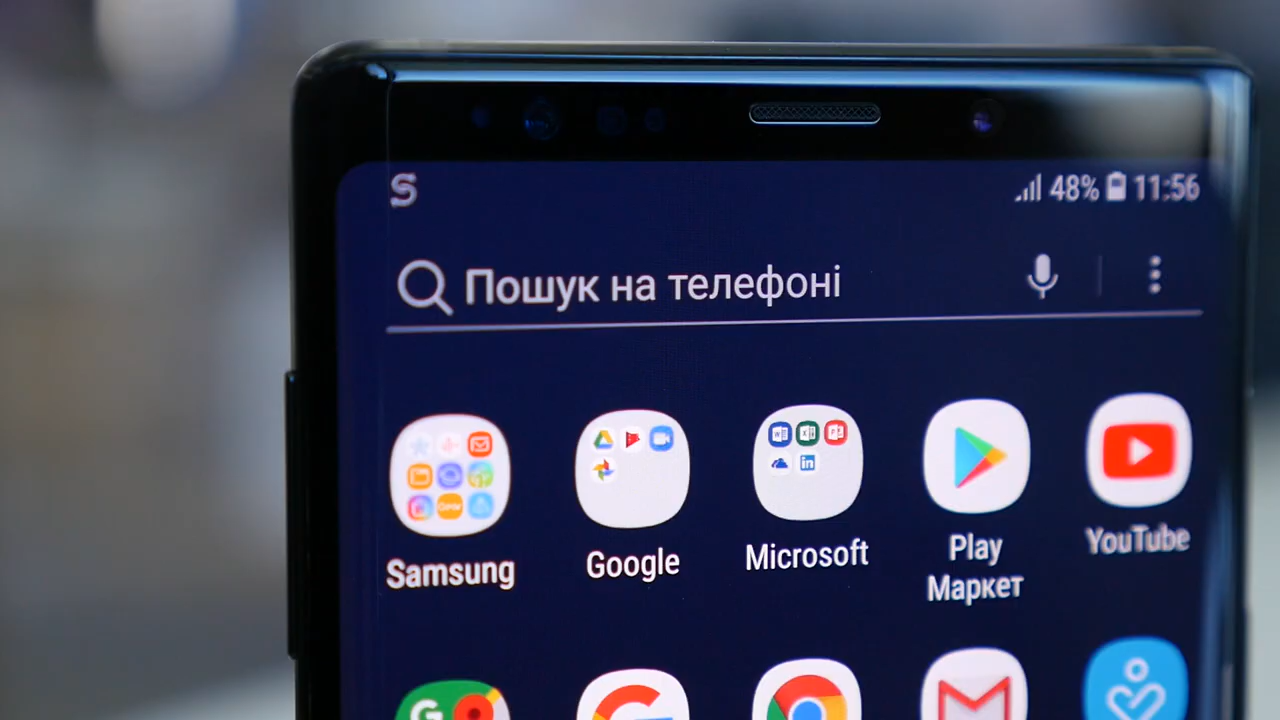 S
48% 11:56
Пошук на телефоні
Samsung
Google
Microsoft
Play
Маркет
YouTube